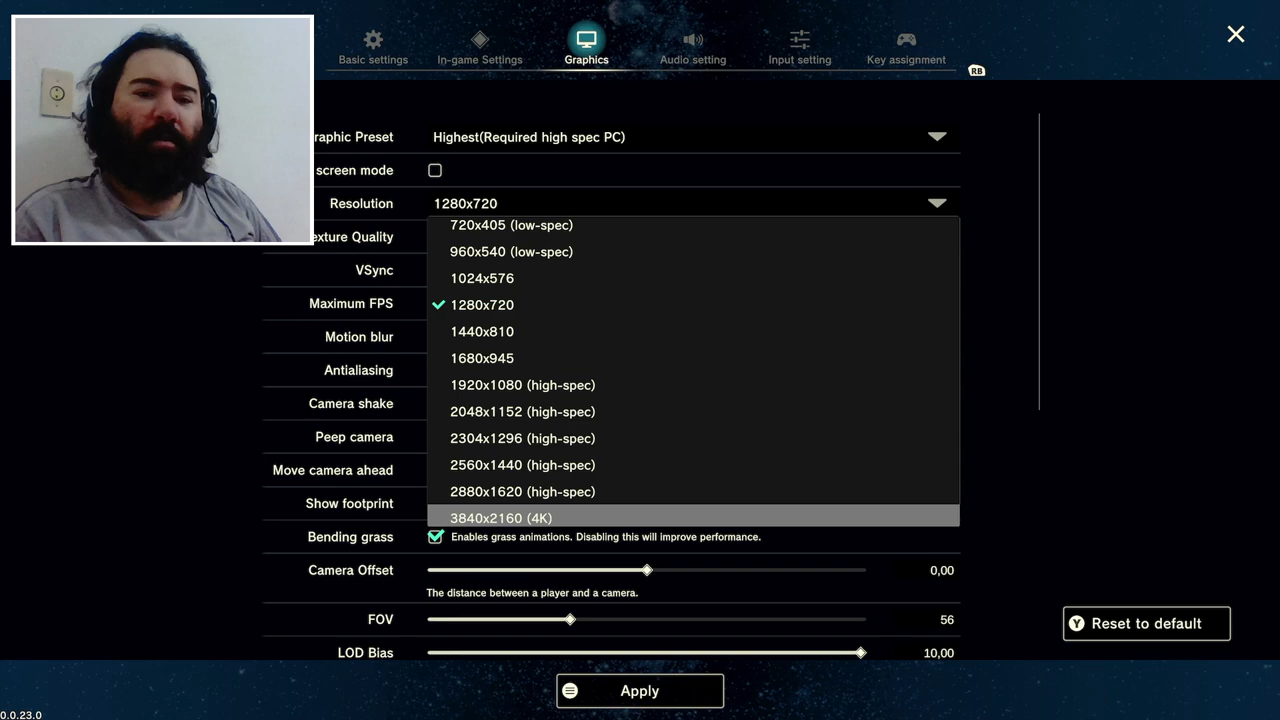 Basic settings
In-game Settings
Graphics
Audio setting
Input setting
Key assignment
RB
raphic Preset
Highest(Required high spec PC)
screen mode
Resolution
1280x720
720x405 (low-spec)
exture Quality
960x540 (low-spec)
VSync
1024x576
Maximum FPS
1280x720
Motion blur
1440x810
1680x945
Antialiasing
1920x1080 (high-spec)
Camera shake
2048x1152 (high-spec)
Peep camera
2304x1296 (high-spec)
Move camera ahead
2560x1440 (high-spec)
2880x1620 (high-spec)
Show footprint
3840x2160 (4K)
Bending grass
Enables grass animations. Disabling this will improve performance.
Camera Offset
0,00
The distance between a player and a camera.
FOV
56
Y Reset to default
LOD Bias
10,00
Apply
0.0.23.0